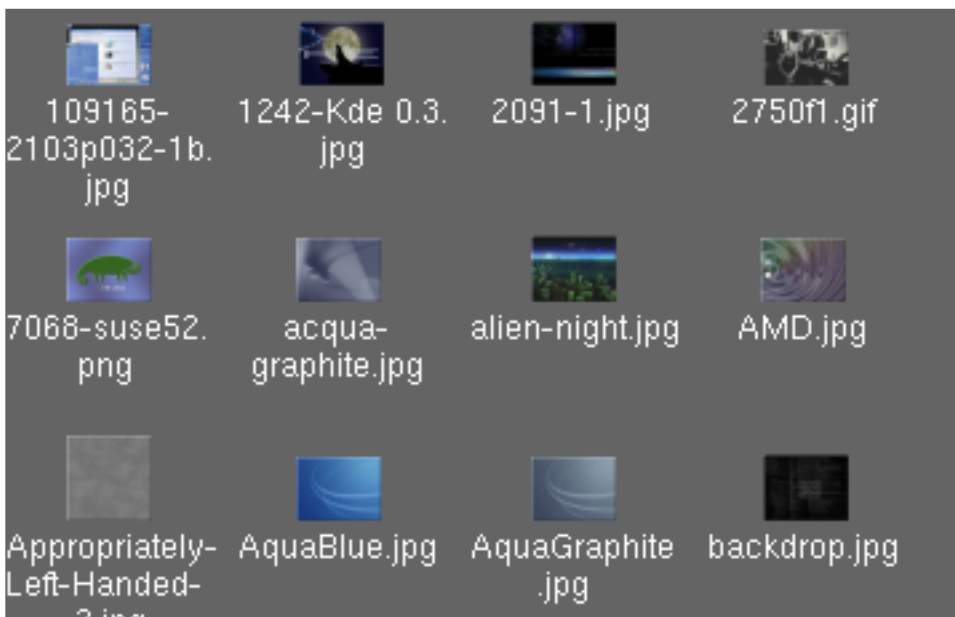 109165-
2103p032-1b.
jpg
1242-Kde 0.3.
jpg
2091-1.jpg
2750f1.gif
7068-suse52.
png
acqua-
graphite.jpg
alien-night.jpg
AMD.jpg
Appropriately-
Left-Handed-
AquaBlue.jpg
AquaGraphite
.jpg
backdrop.jpg